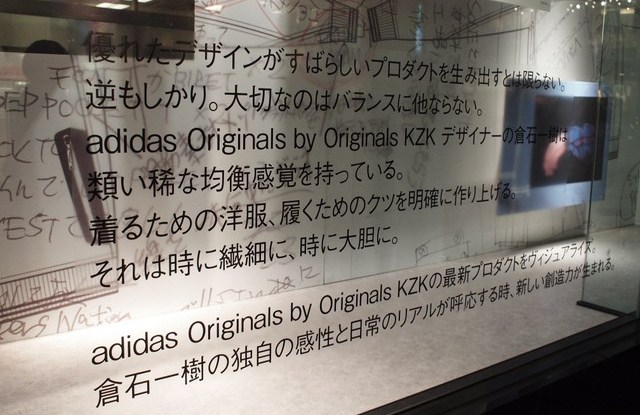 優れたデザインがすばらしいプロダクトを生み出すとは限らない。
逆もしかり。大切なのはバランスに他ならない。
adidas Originals by Originals KZK デザイナーの倉石一樹は
類い稀な均衡感覚を持っている。
着るための洋服、履くためのクツを明確に作り上げる。
それは時に繊細に、時に大胆に。
adidas Originals by Originals KZKの最新プロダクトをヴィジュアライズ。
倉石一樹の独自の感性と日常のリアルが呼応する時、新しい創造力が生まれる。